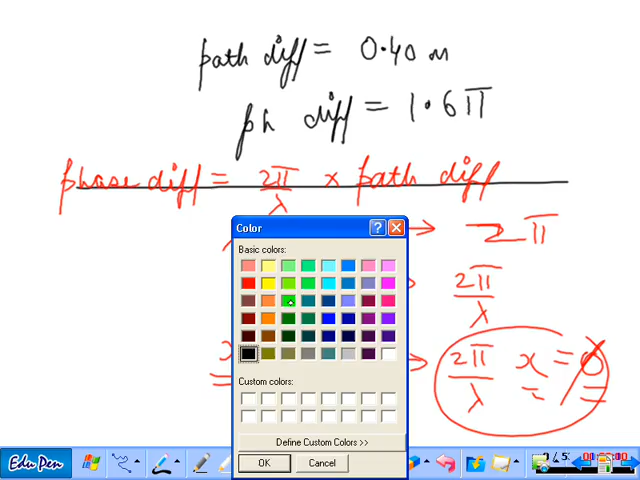 path diff = 0.40 m
ph diff = 1.6π
phase diff = 2π/λ × path diff
→ 2π
Color
Basic colors:
→ 2π/λ
→ 2π/λ x =
Custom colors:
Define Custom Colors >>
OK Cancel
Edu Pen